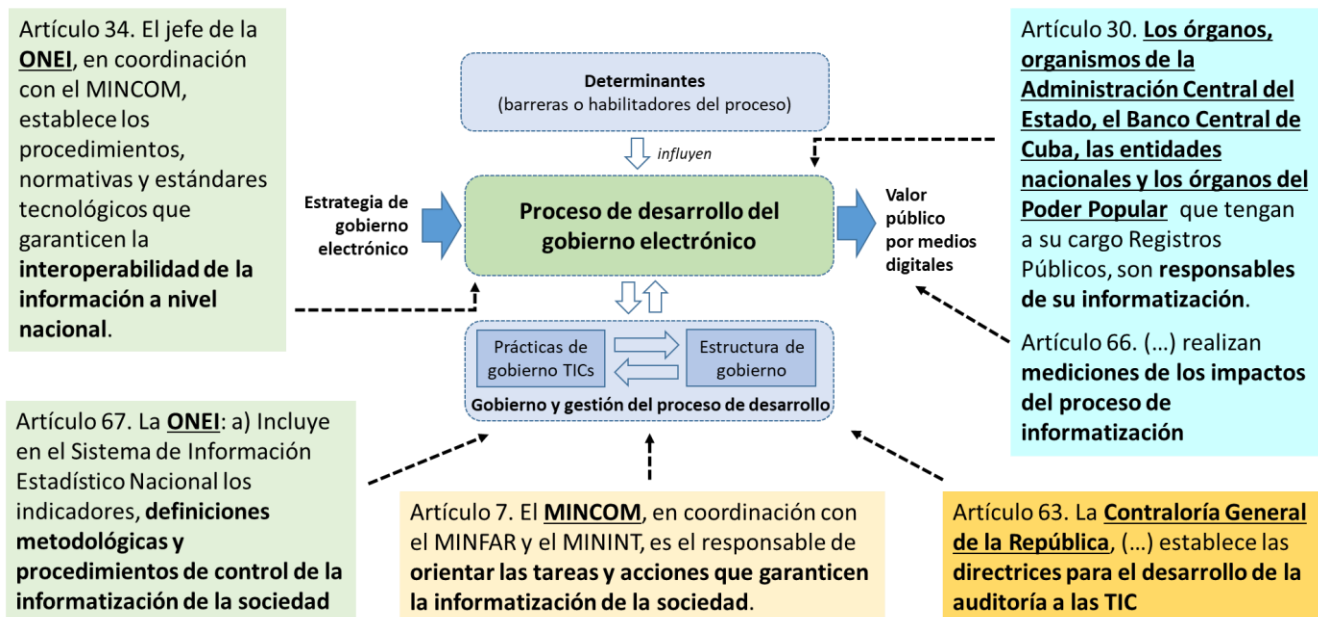 Artículo 34. El jefe de la
ONEI, en coordinación
con el MINCOM,
establece los
procedimientos,
normativas y estándares
tecnológicos que
garanticen la
interoperabilidad de la
información a nivel
nacional.
Determinantes
(barreras o habilitadores del proceso)
influyen
Estrategia de
gobierno
electrónico
Proceso de desarrollo del
gobierno electrónico
Valor
público
por medios
digitales
Prácticas de
gobierno TICs
Estructura de
gobierno
Gobierno y gestión del proceso de desarrollo
Artículo 30. Los órganos,
organismos de la
Administración Central del
Estado, el Banco Central de
Cuba, las entidades
nacionales y los órganos del
Poder Popular que tengan
a su cargo Registros
Públicos, son responsables
de su informatización.
Artículo 66. (...) realizan
mediciones de los impactos
del proceso de
informatización
Artículo 67. La ONEI: a) Incluye
en el Sistema de Información
Estadístico Nacional los
indicadores, definiciones
metodológicas y
procedimientos de control de la
informatización de la sociedad
Artículo 7. El MINCOM, en coordinación con
el MINFAR y el MININT, es el responsable de
orientar las tareas y acciones que garanticen
la informatización de la sociedad.
Artículo 63. La Contraloría General
de la República, (...) establece las
directrices para el desarrollo de la
auditoría a las TIC